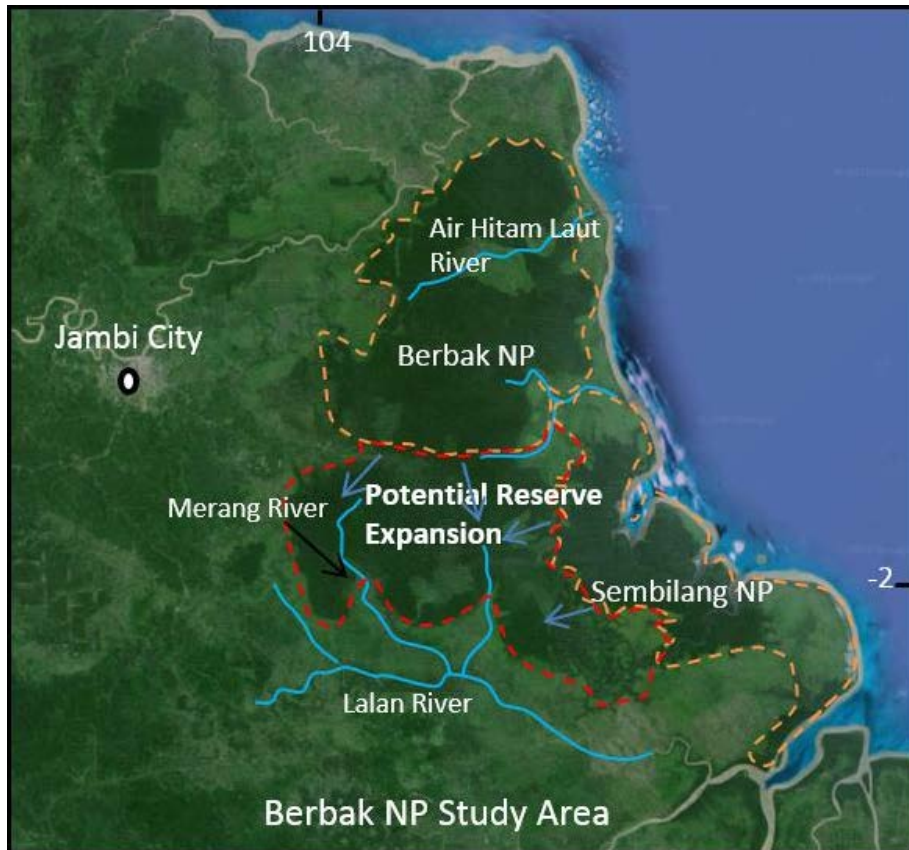 104
Air Hitam Laut
River
Jambi City
Berbak NP
Potential Reserve
Expansion
Merang River
-2
Sembilang NP
Lalan River
Berbak NP Study Area